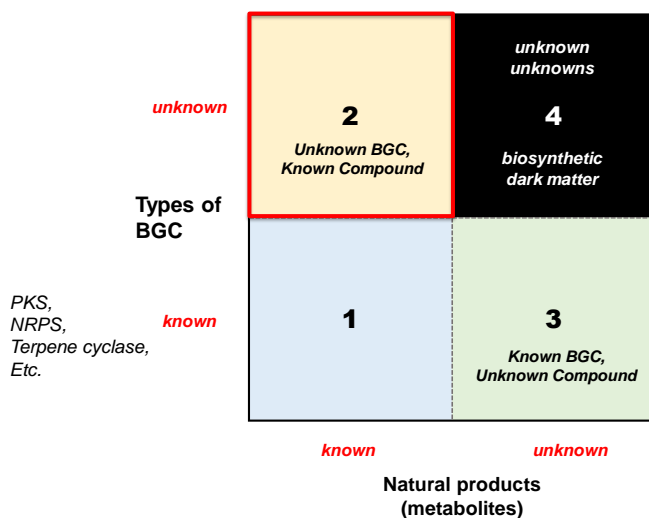 unknown
unknowns
unknown
2
4
Unknown BGC,
Known Compound
biosynthetic
dark matter
Types of
BGC
PKS,
NRPS,
Terpene cyclase,
Etc.
known
1
3
Known BGC,
Unknown Compound
known
unknown
Natural products
(metabolites)